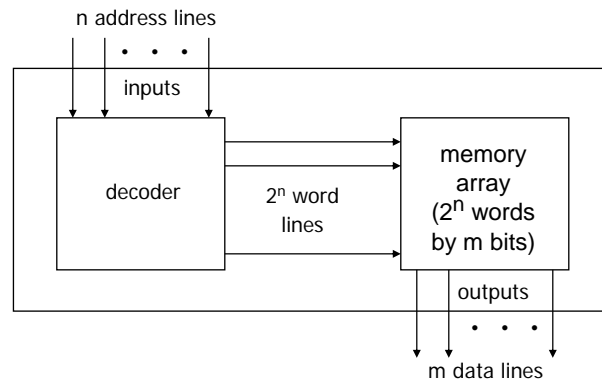 n address lines
inputs
decoder
2ⁿ word
lines
memory
array
(2ⁿ words
by m bits)
outputs
m data lines